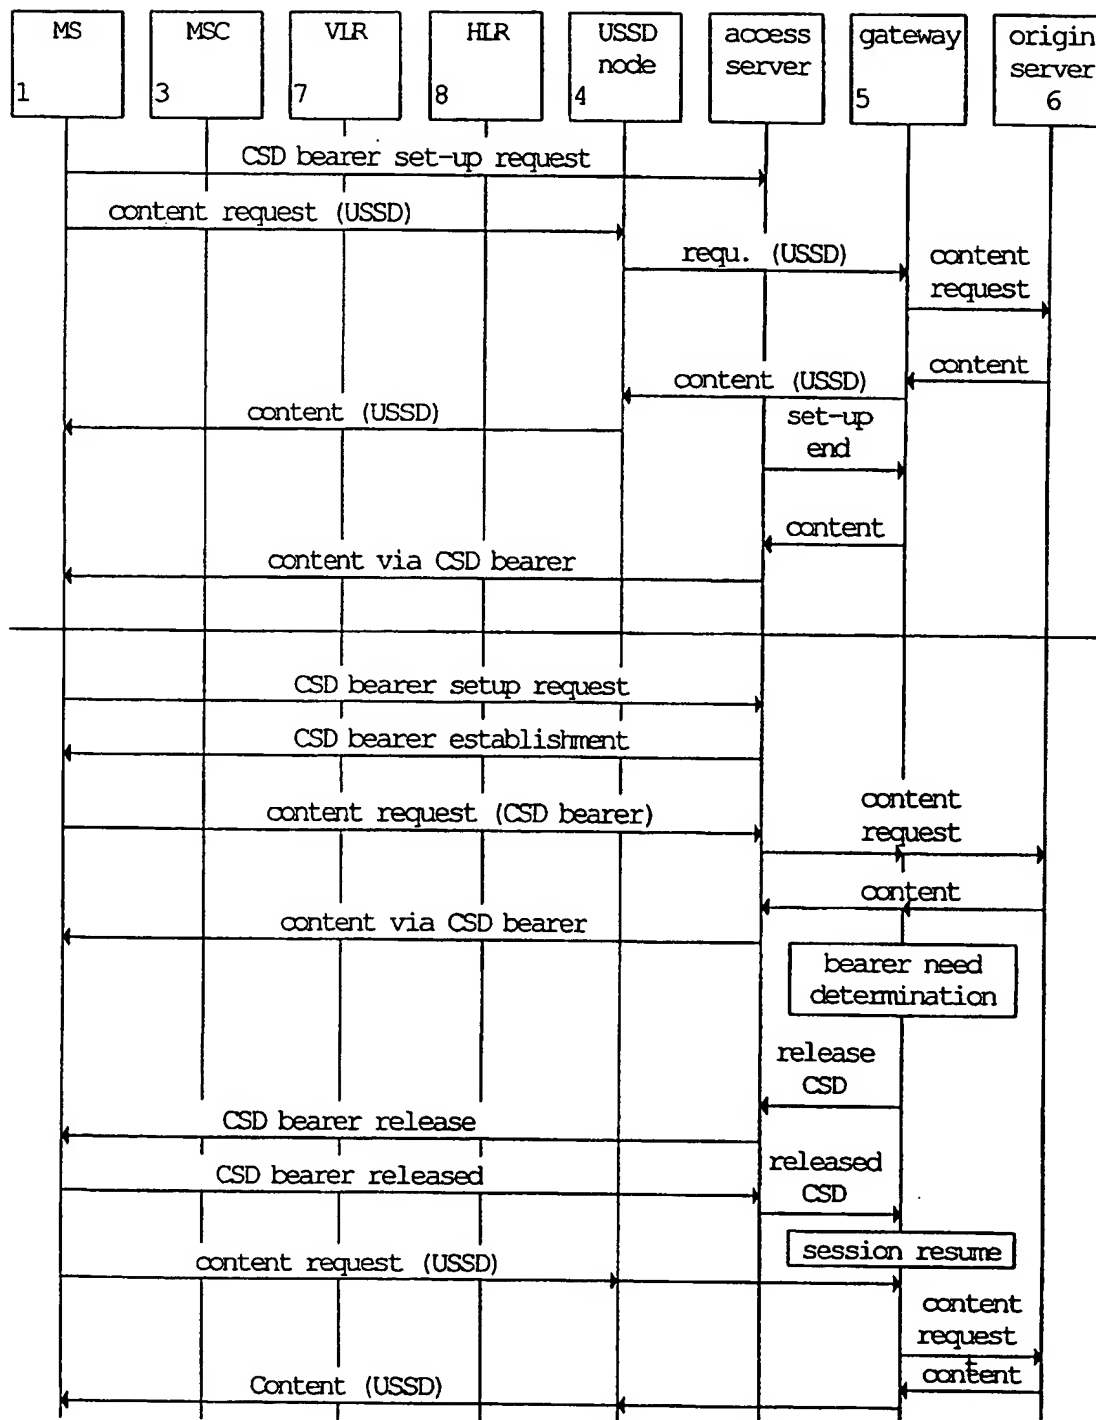 MS
1
MSC
3
VLR
7
HLR
8
USSD
node
4
access
server
gateway
5
origin
server
6
CSD bearer set-up request
content request (USSD)
requ. (USSD)
content
request
content
content (USSD)
content (USSD)
set-up
end
content
content via CSD bearer
CSD bearer setup request
CSD bearer establishment
content request (CSD bearer)
content
request
content
content via CSD bearer
bearer need
determination
release
CSD
CSD bearer release
CSD bearer released
released
CSD
session resume
content request (USSD)
content
request
content
Content (USSD)